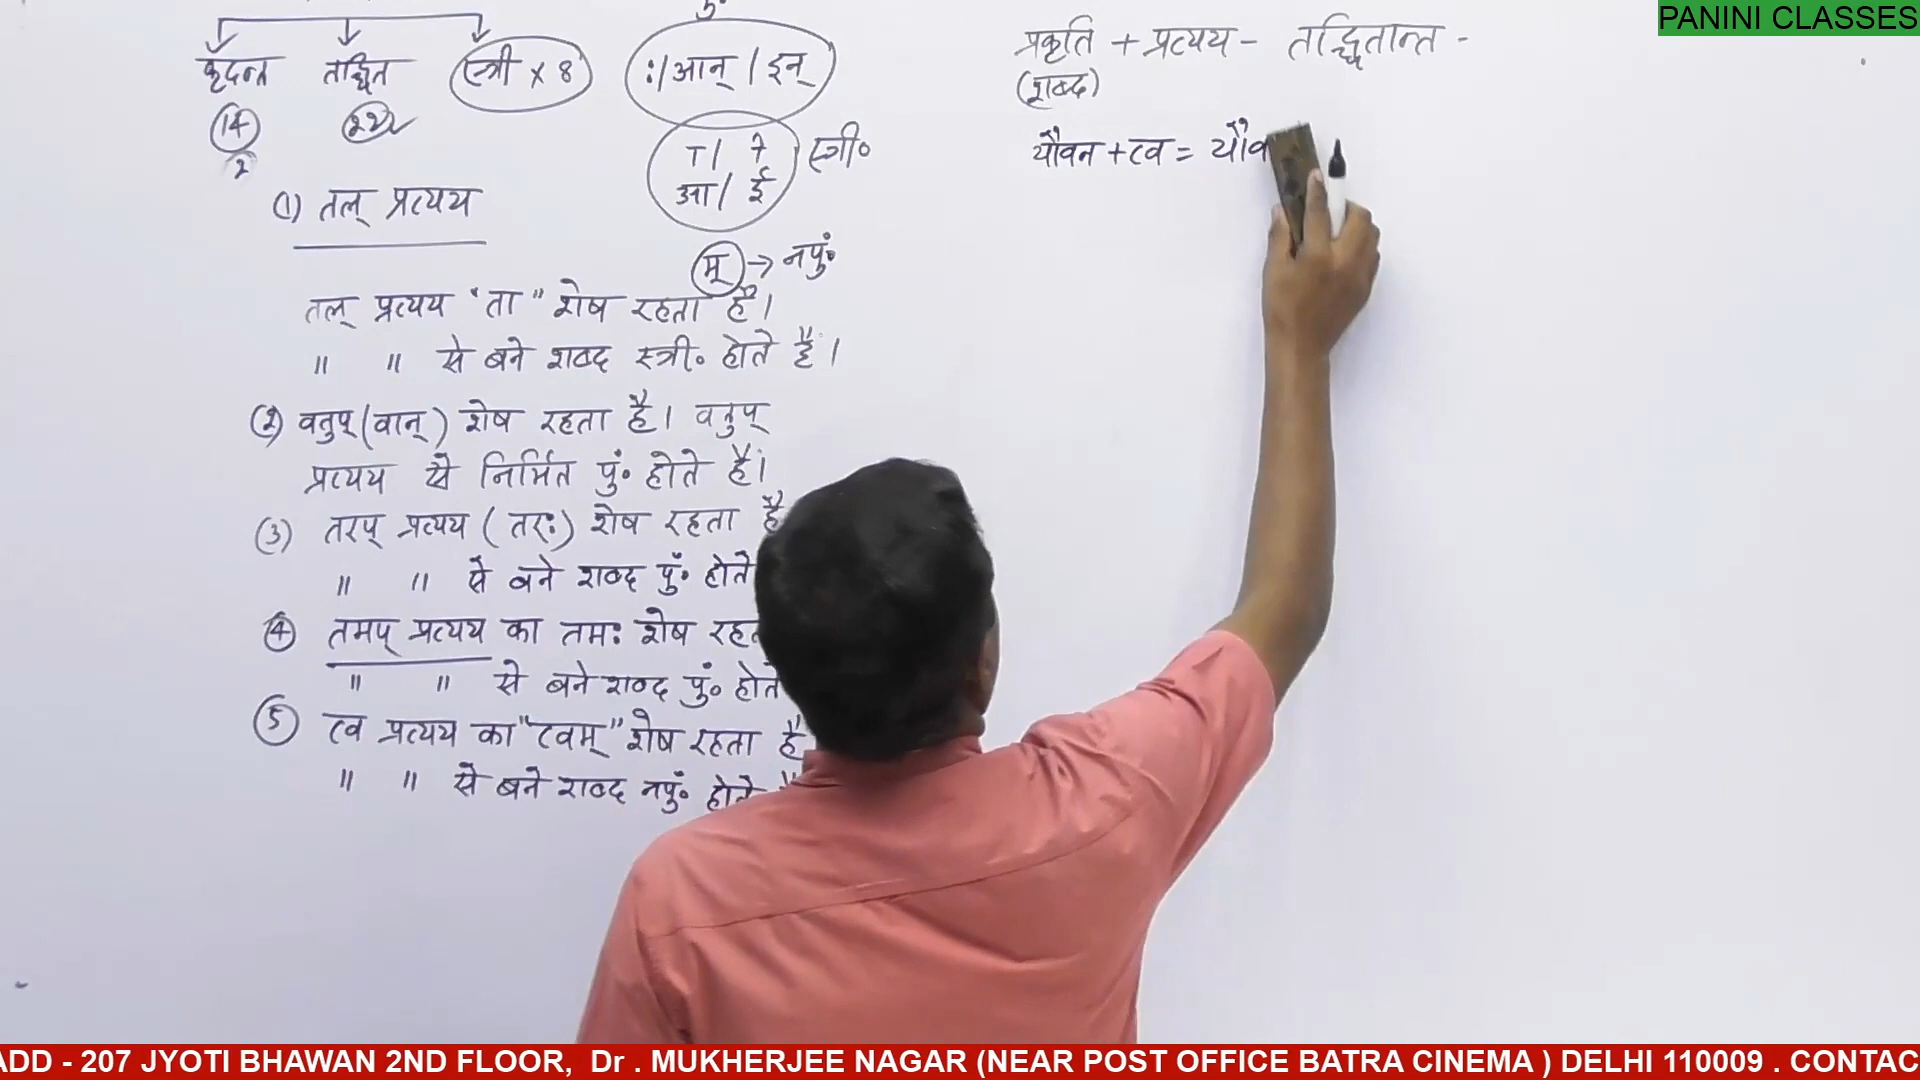 PANINI CLASSES
कृदन्त तद्धित स्त्री x 8 ः/आन्/इन्
14
2
ा/ ी स्त्री॰
आ/ ई
(1) तल् प्रत्यय
म् → नपुं॰
तल् प्रत्यय "ता" शेष रहता है।
" " से बने शब्द स्त्री॰ होते है।
(2) वतुप् (वान्) शेष रहता है। वतुप्
प्रत्यय से निर्मित पुं॰ होते है।
(3) तरप् प्रत्यय (तरः) शेष रहता है
" " से बने शब्द पुं॰ होते
(4) तमप् प्रत्यय का तमः शेष
" " से बने शब्द पुं॰ होते
(5) त्व प्रत्यय का "त्वम्" शेष रहता है
" " से बने शब्द नपुं॰ होते
प्रकृति + प्रत्यय - तद्धितान्त -
(शब्द)
यौवन + त्व = यौव
ADD - 207 JYOTI BHAWAN 2ND FLOOR, Dr . MUKHERJEE NAGAR (NEAR POST OFFICE BATRA CINEMA ) DELHI 110009 . CONTAC